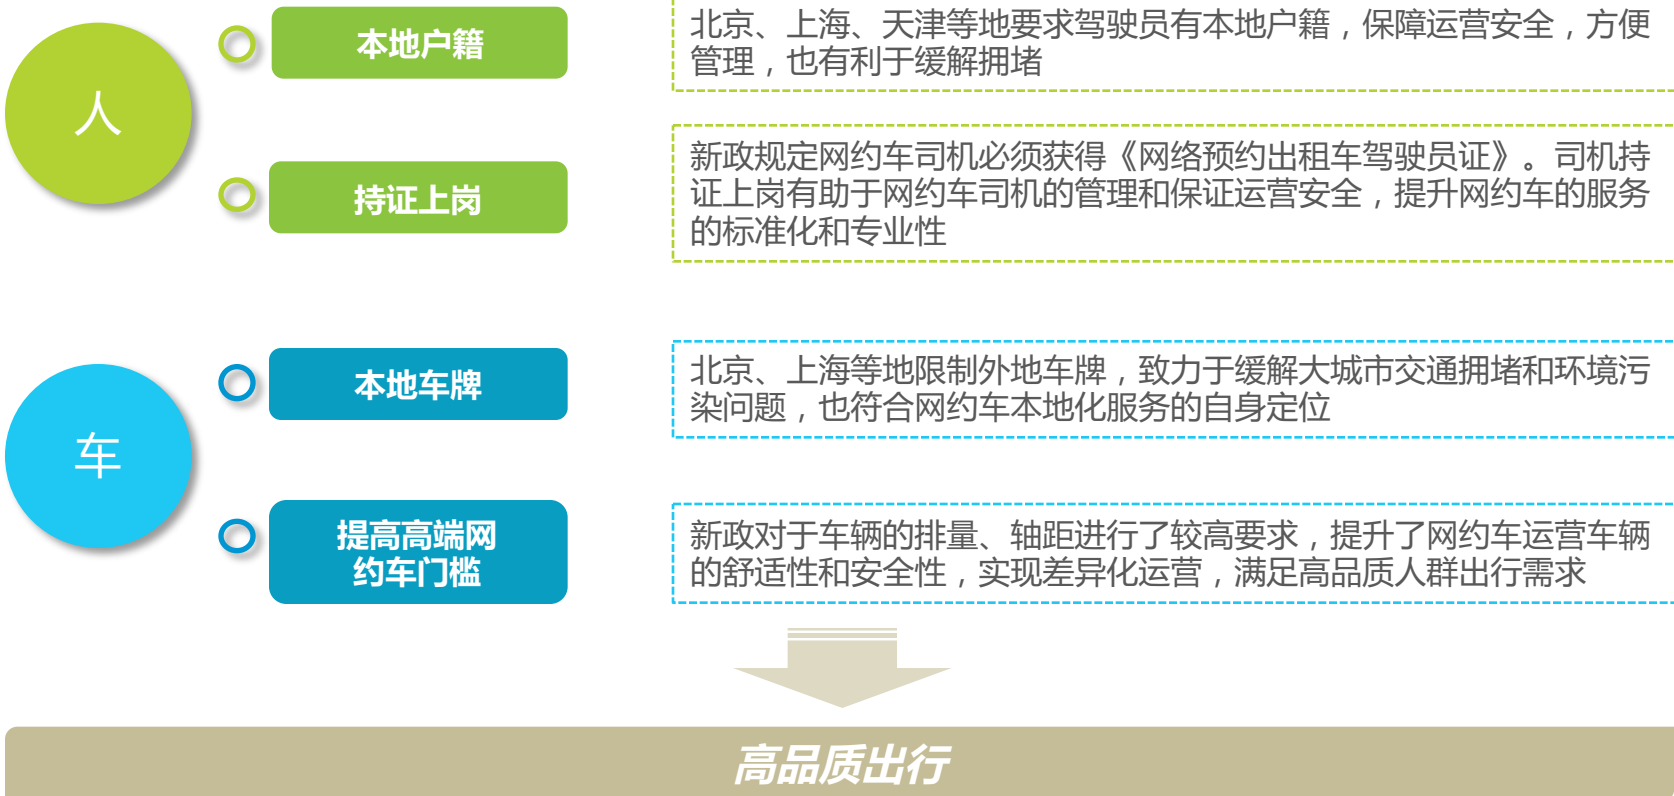 人
本地户籍
北京、上海、天津等地要求驾驶员有本地户籍，保障运营安全，方便
管理，也有利于缓解拥堵
持证上岗
新政规定网约车司机必须获得《网络预约出租车驾驶员证》。司机持
证上岗有助于网约车司机的管理和保证运营安全，提升网约车的服务
的标准化和专业性
车
本地车牌
北京、上海等地限制外地车牌，致力于缓解大城市交通拥堵和环境污
染问题，也符合网约车本地化服务的自身定位
提高高端网
约车门槛
新政对于车辆的排量、轴距进行了较高要求，提升了网约车运营车辆
的舒适性和安全性，实现差异化运营，满足高品质人群出行需求
高品质出行